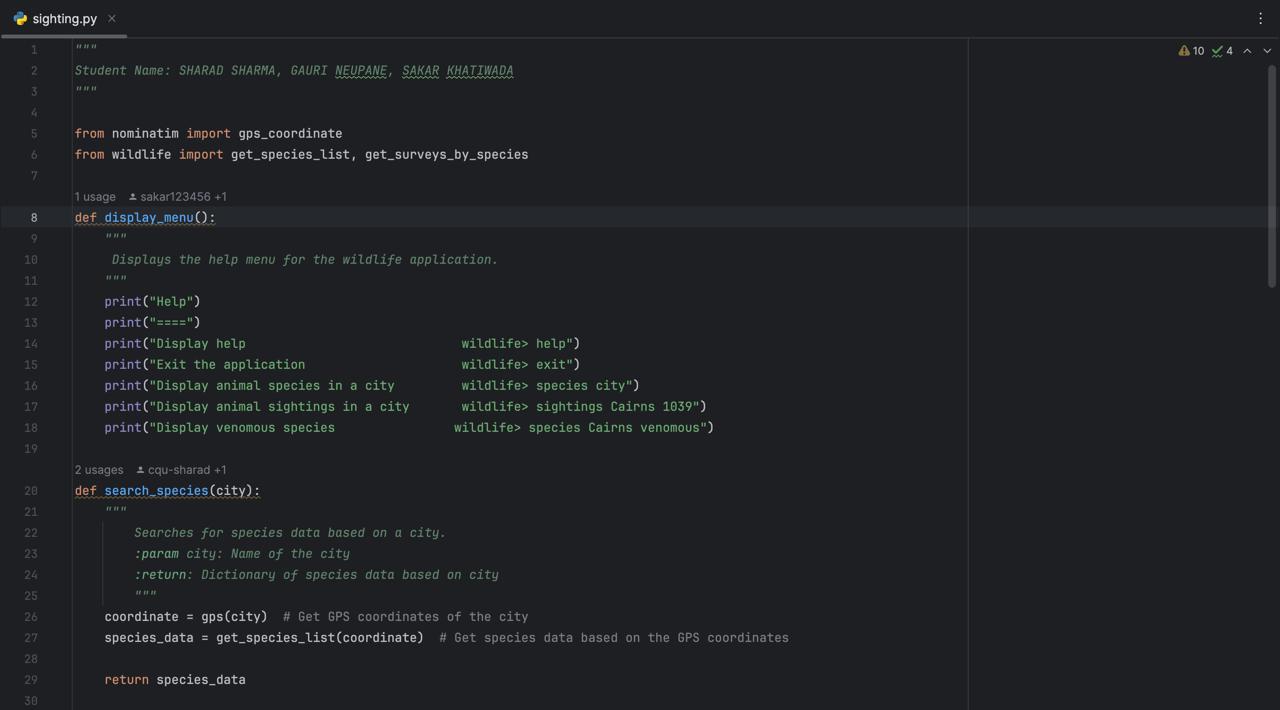 sighting.py
10 4
1 """
2 Student Name: SHARAD SHARMA, GAURI NEUPANE, SAKAR KHATIWADA
3 """
4
5 from nominatim import gps_coordinate
6 from wildlife import get_species_list, get_surveys_by_species
7
1 usage sakar123456 +1
8 def display_menu():
9     """
10      Displays the help menu for the wildlife application.
11     """
12     print("Help")
13     print("====")
14     print("Display help                             wildlife> help")
15     print("Exit the application                     wildlife> exit")
16     print("Display animal species in a city         wildlife> species city")
17     print("Display animal sightings in a city       wildlife> sightings Cairns 1039")
18     print("Display venomous species                wildlife> species Cairns venomous")
19
2 usages cqu-sharad +1
20 def search_species(city):
21     """
22         Searches for species data based on a city.
23         :param city: Name of the city
24         :return: Dictionary of species data based on city
25         """
26     coordinate = gps(city)  # Get GPS coordinates of the city
27     species_data = get_species_list(coordinate)  # Get species data based on the GPS coordinates
28
29     return species_data
30